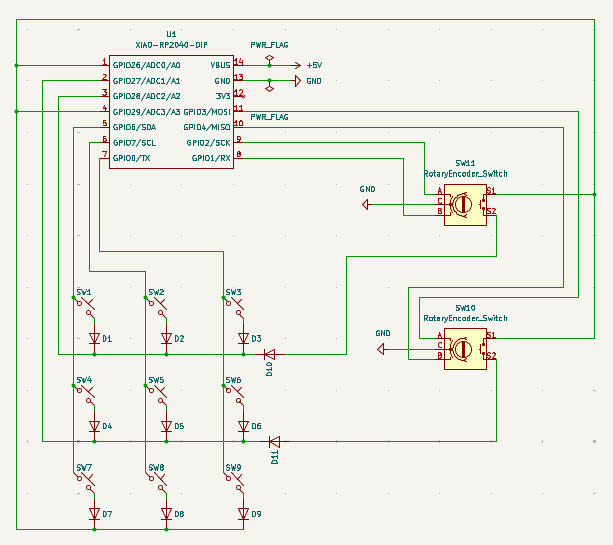 U1
XIAO-RP2040-DIP
PWR_FLAG
1 GPIO26/ADC0/A0 VBUS 14 +5V
2 GPIO27/ADC1/A1 GND 13 GND
3 GPIO28/ADC2/A2 3V3 12
4 GPIO29/ADC3/A3 GPIO3/MOSI 11
PWR_FLAG
5 GPIO6/SDA GPIO4/MISO 10
6 GPIO7/SCL GPIO2/SCK 9
7 GPIO0/TX GPIO1/RX 8
SW11
RotaryEncoder_Switch
GND
A S1
C
B S2
SW1 SW2 SW3
SW10
RotaryEncoder_Switch
GND
D1 D2 D3
A S1
C
B S2
D10
SW4 SW5 SW6
D4 D5 D6
D11
SW7 SW8 SW9
D7 D8 D9